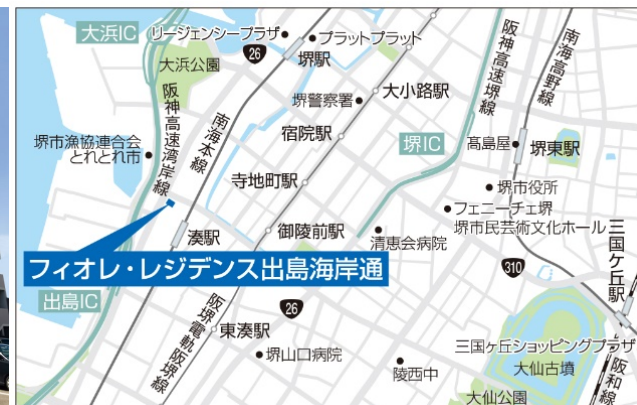 大浜IC
リージェンシープラザ
プラットプラット
26
堺駅
大浜公園
阪神高速堺線
南海高野線
堺警察署
大小路駅
阪神高速湾岸線
南海本線
宿院駅
堺IC
髙島屋
堺東駅
堺市漁協連合会
とれとれ市
寺地町駅
堺市役所
フェニーチェ堺
堺市民芸術文化ホール
湊駅
御陵前駅
清恵会病院
三国ヶ丘駅
310
フィオレ・レジデンス出島海岸通
出島IC
阪堺電軌阪堺線
26
東湊駅
堺山口病院
三国ヶ丘ショッピングプラザ
大仙古墳
阪和線
陵西中
大仙公園